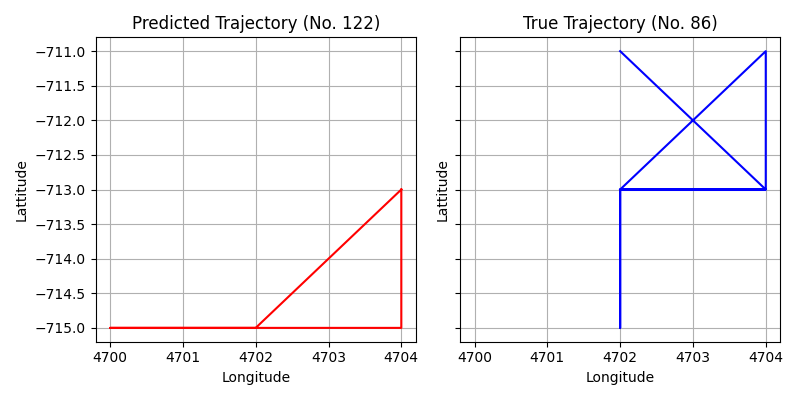 Predicted Trajectory (No. 122)
True Trajectory (No. 86)
−711.0
−711.5
−712.0
−712.5
−713.0
−713.5
−714.0
−714.5
−715.0
Lattitude
Lattitude
4700 4701 4702 4703 4704
4700 4701 4702 4703 4704
Longitude
Longitude